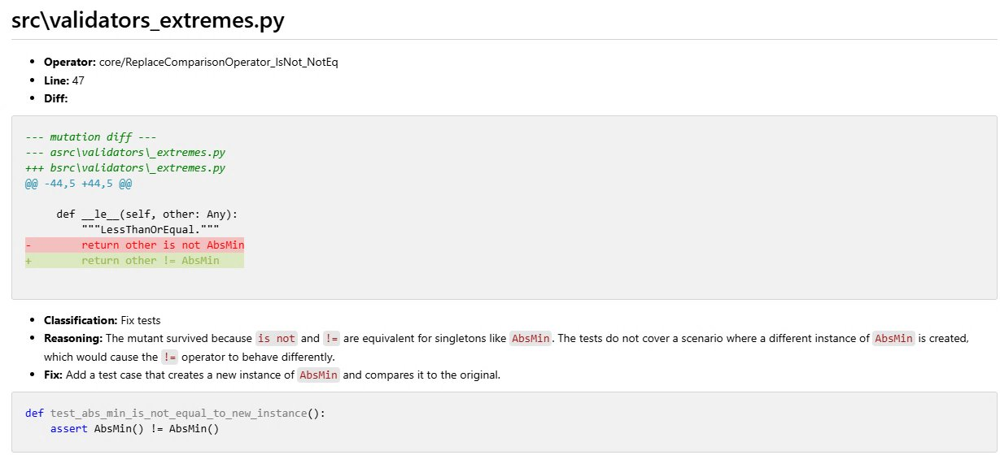 src\validators_extremes.py
Operator: core/ReplaceComparisonOperator_IsNot_NotEq
Line: 47
Diff:
--- mutation diff ---
--- asrc\validators\_extremes.py
+++ bsrc\validators\_extremes.py
@@ -44,5 +44,5 @@
def __le__(self, other: Any):
"""LessThanOrEqual."""
-        return other is not AbsMin
+        return other != AbsMin
Classification: Fix tests
Reasoning: The mutant survived because is not and != are equivalent for singletons like AbsMin. The tests do not cover a scenario where a different instance of AbsMin is created,
which would cause the != operator to behave differently.
Fix: Add a test case that creates a new instance of AbsMin and compares it to the original.
def test_abs_min_is_not_equal_to_new_instance():
assert AbsMin() != AbsMin()